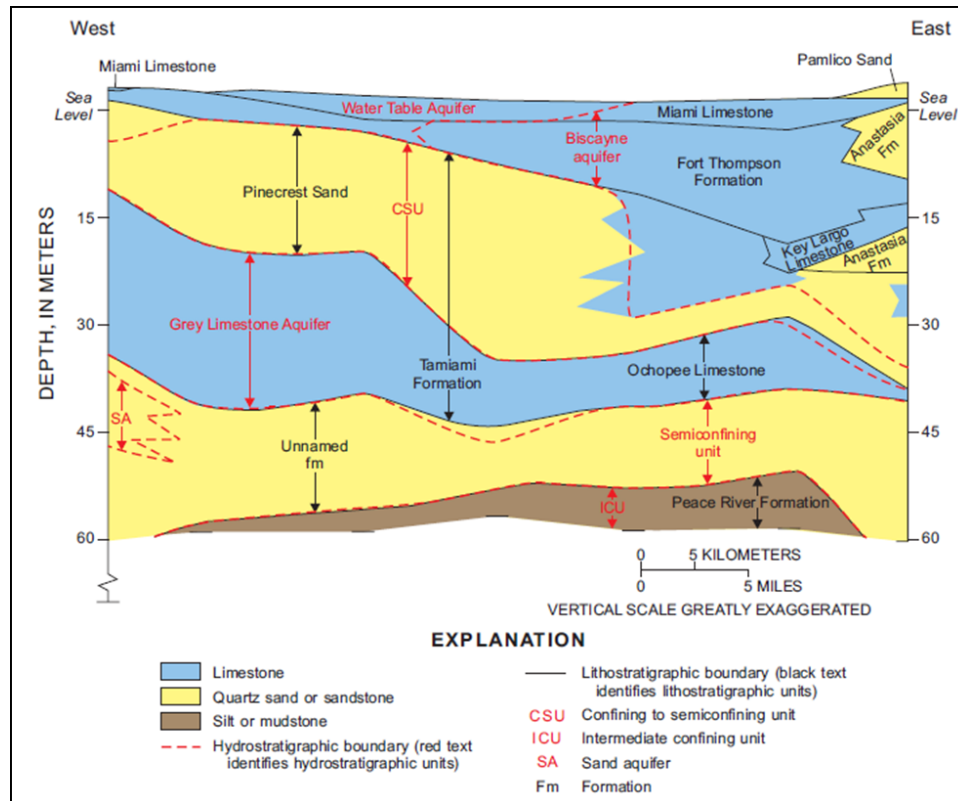 West
East
Miami Limestone
Pamlico Sand
Sea
Level
Sea
Level
Water Table Aquifer
Miami Limestone
Biscayne
aquifer
Anastasia
Fm
Fort Thompson
Formation
Pinecrest Sand
CSU
15
15
Key Largo
Limestone
Anastasia
Fm
DEPTH, IN METERS
Grey Limestone Aquifer
30
30
Tamiami
Formation
Ochopee Limestone
SA
45
45
Unnamed
fm
Semiconfining
unit
ICU
Peace River Formation
60
60
0 5 KILOMETERS
0 5 MILES
VERTICAL SCALE GREATLY EXAGGERATED
EXPLANATION
Limestone
Quartz sand or sandstone
Silt or mudstone
Hydrostratigraphic boundary (red text
identifies hydrostratigraphic units)
Lithostratigraphic boundary (black text
identifies lithostratigraphic units)
CSU Confining to semiconfining unit
ICU Intermediate confining unit
SA Sand aquifer
Fm Formation